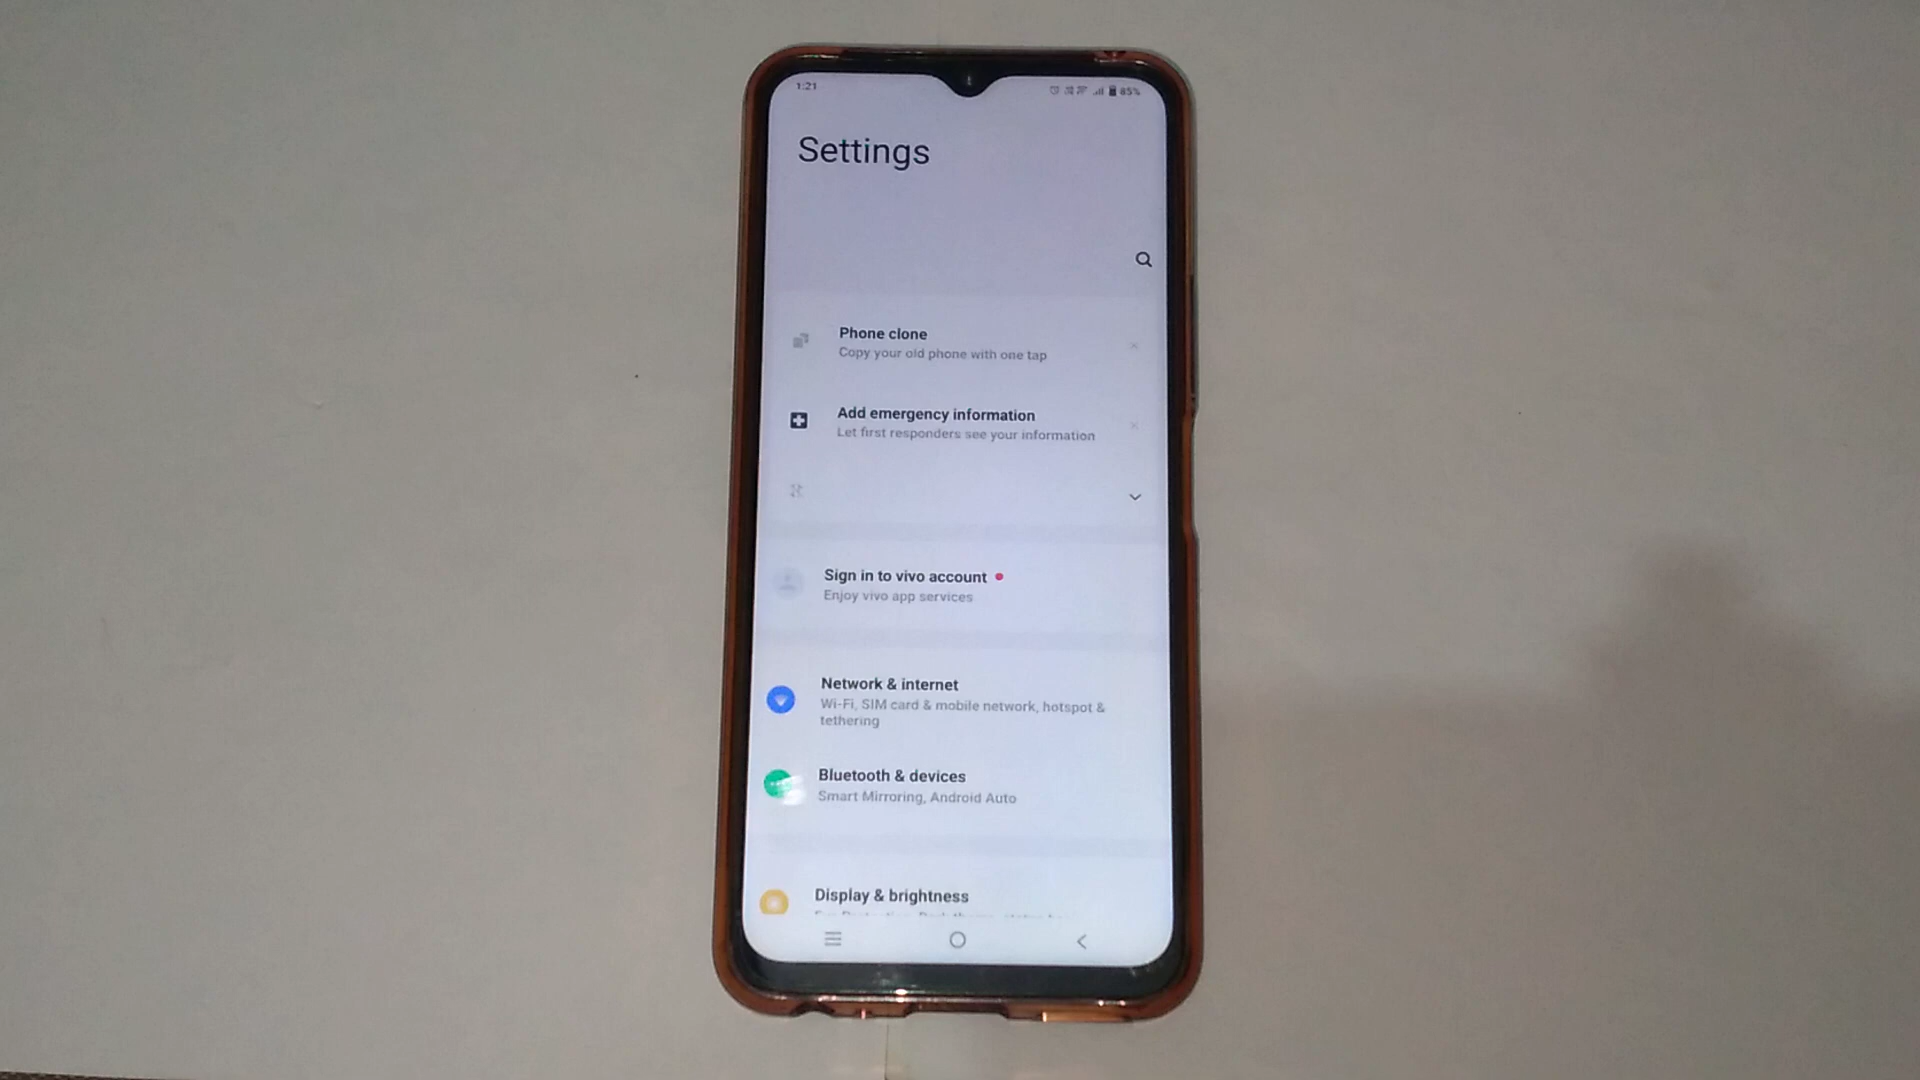 1:21
85%
Settings
Phone clone
Copy your old phone with one tap
Add emergency information
Let first responders see your information
Sign in to vivo account
Enjoy vivo app services
Network & internet
Wi-Fi, SIM card & mobile network, hotspot &
tethering
Bluetooth & devices
Smart Mirroring, Android Auto
Display & brightness